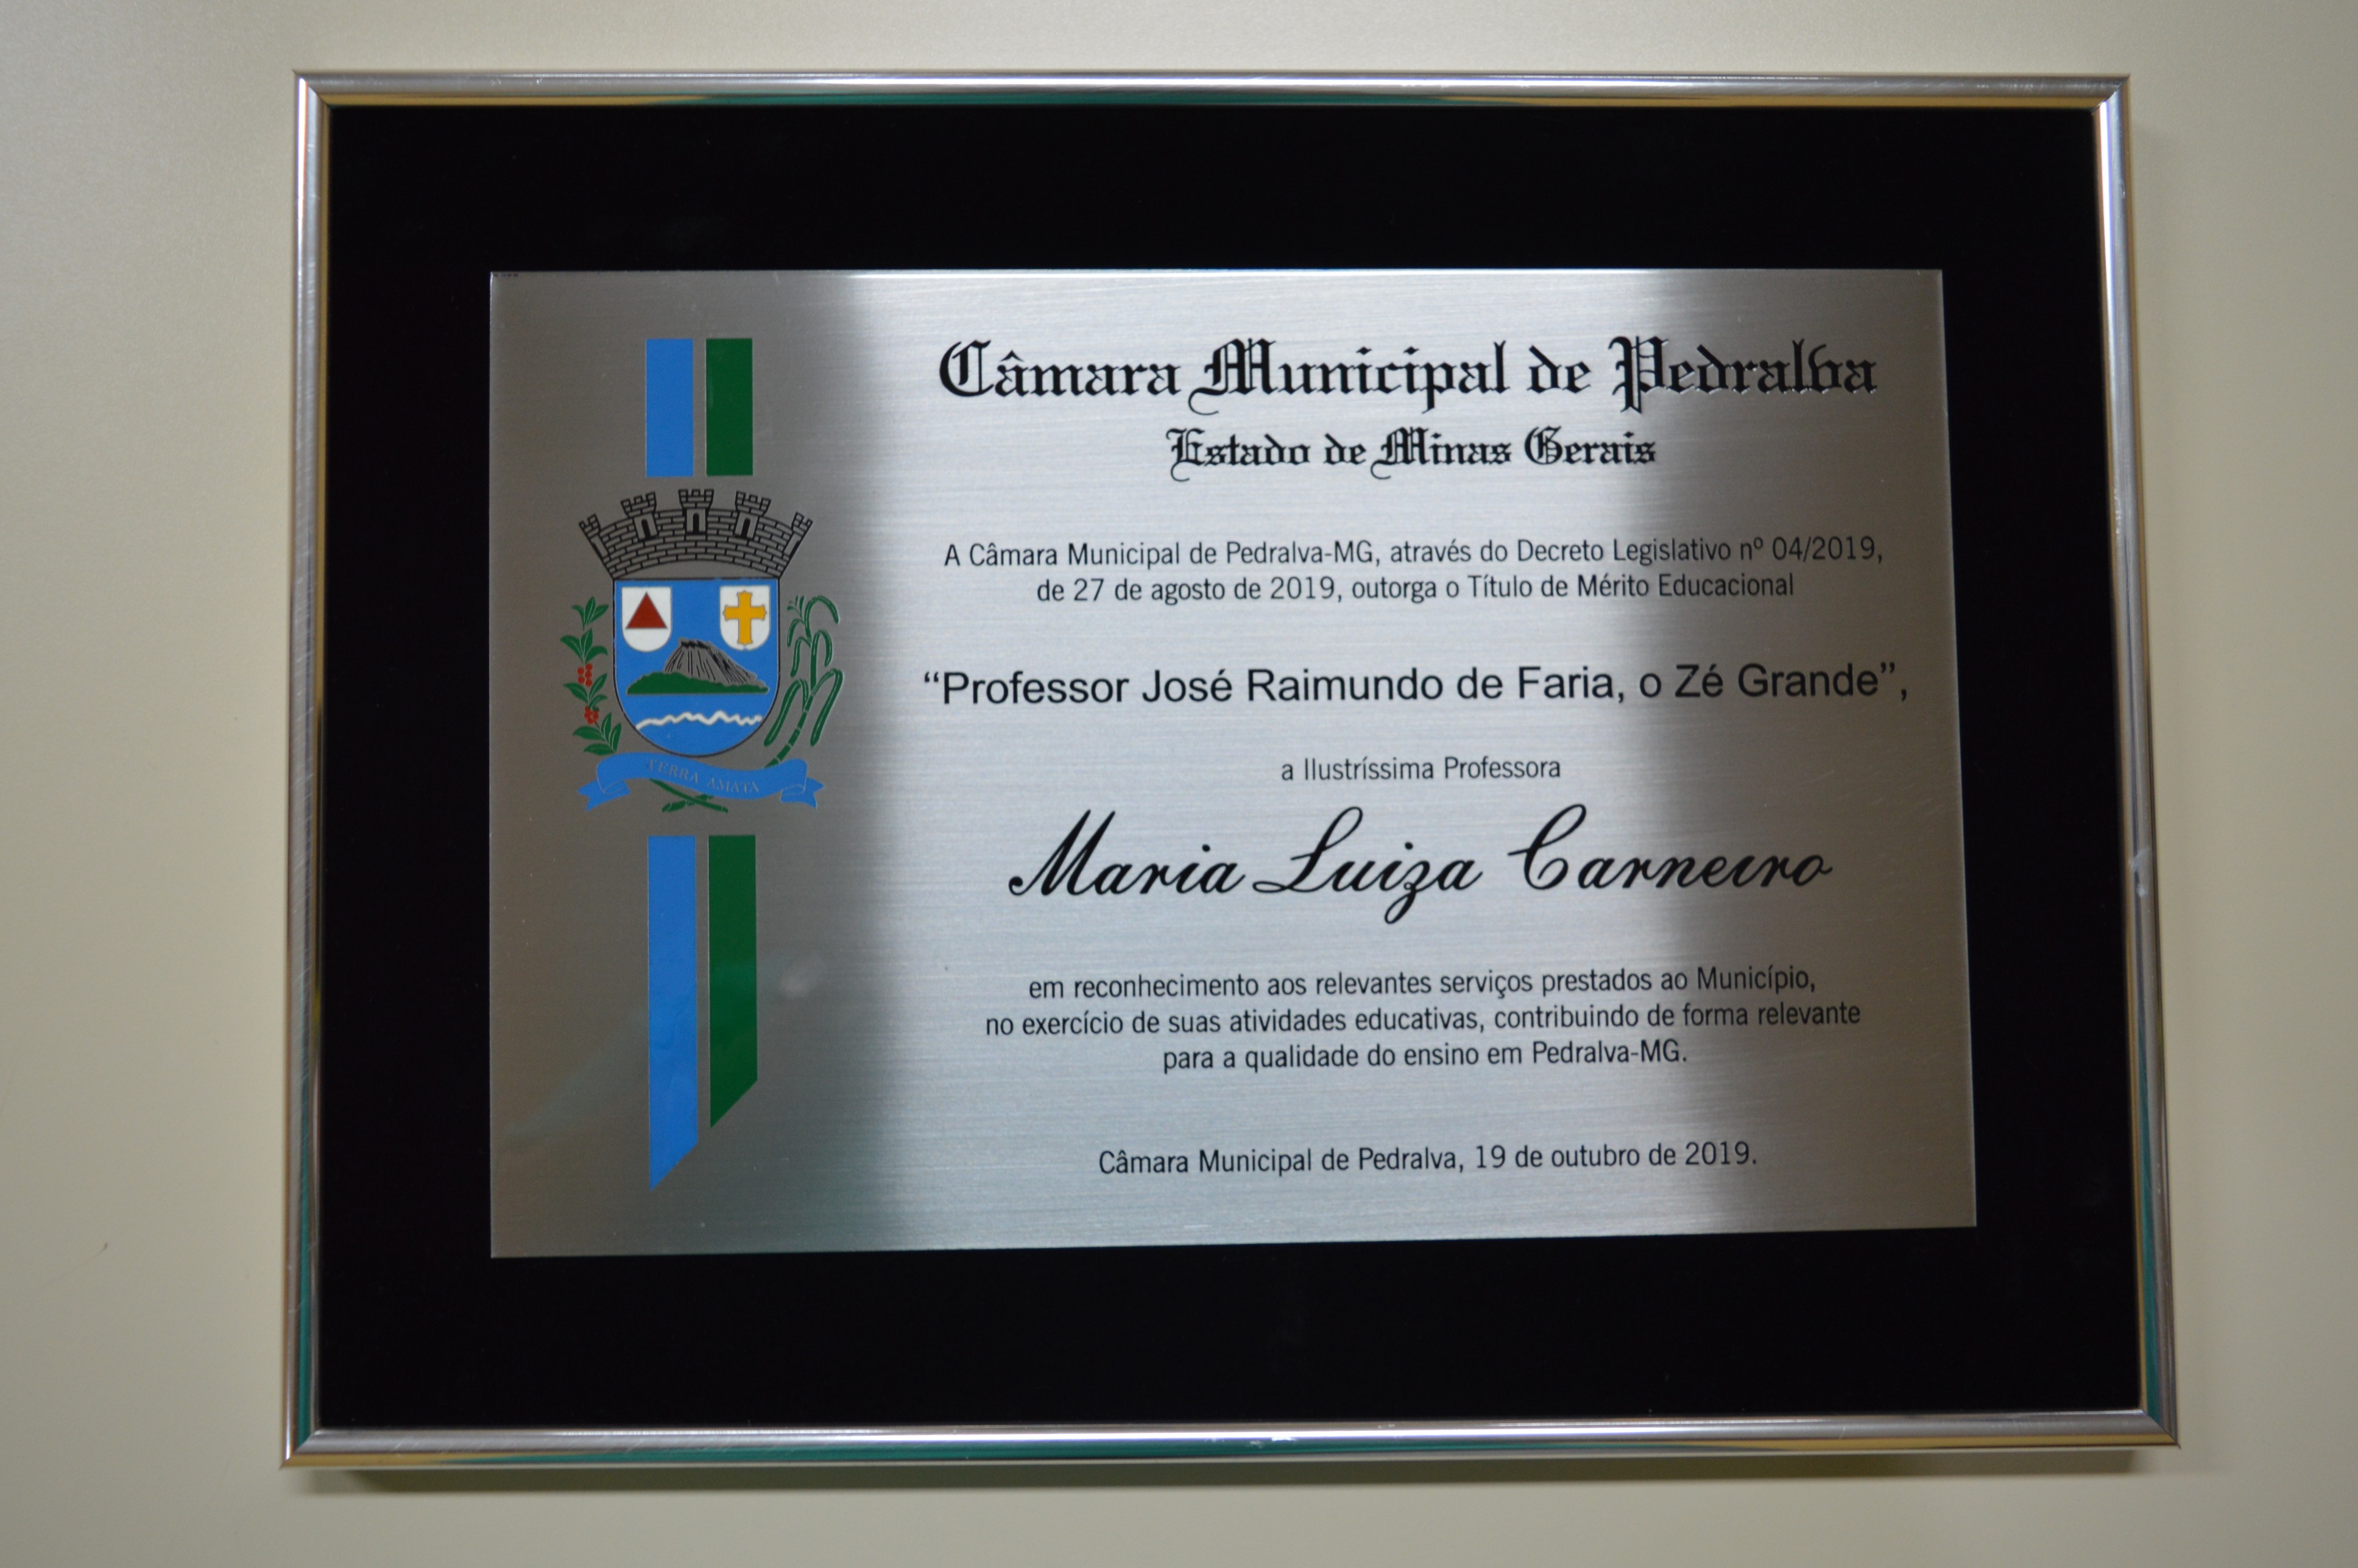 Câmara Municipal de Pedralva
Estado de Minas Gerais
A Câmara Municipal de Pedralva-MG, através do Decreto Legislativo nº 04/2019,
de 27 de agosto de 2019, outorga o Título de Mérito Educacional
“Professor José Raimundo de Faria, o Zé Grande”,
a Ilustríssima Professora
Maria Luiza Carneiro
em reconhecimento aos relevantes serviços prestados ao Município,
no exercício de suas atividades educativas, contribuindo de forma relevante
para a qualidade do ensino em Pedralva-MG.
Câmara Municipal de Pedralva, 19 de outubro de 2019.
TERRA AMATA